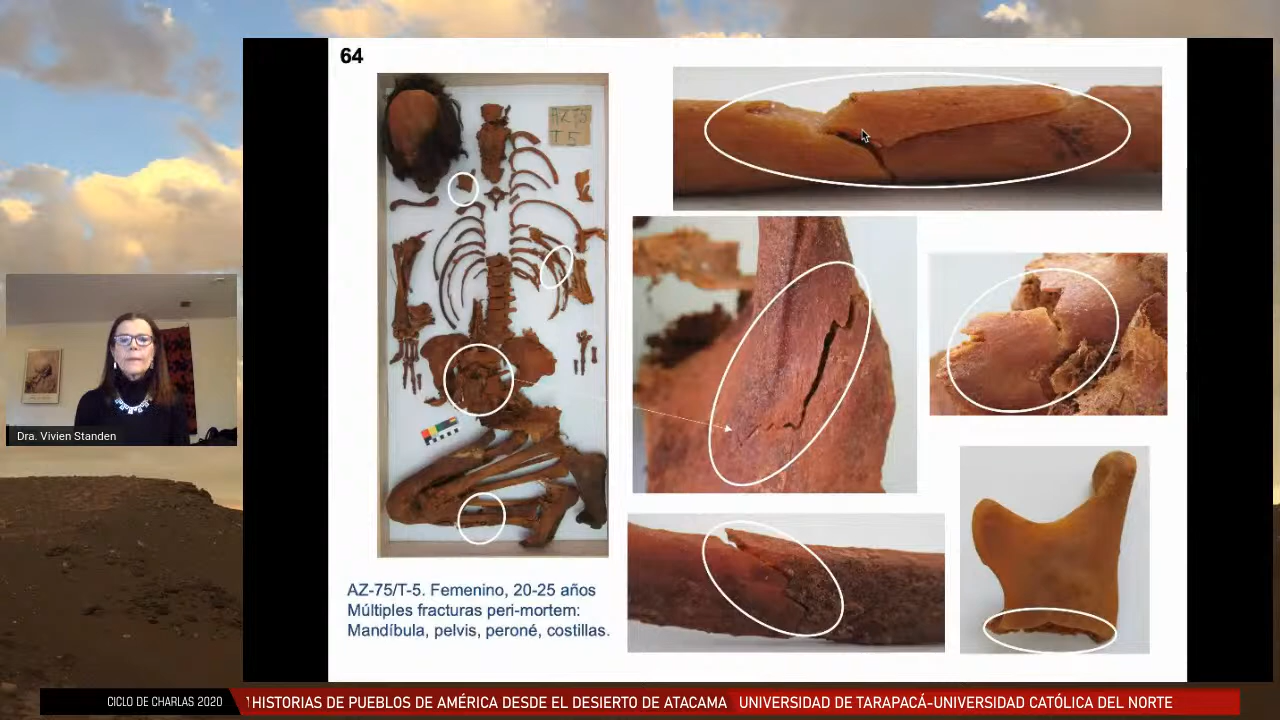 64
AZ75
T 5
Dra. Vivien Standen
AZ-75/T-5. Femenino, 20-25 años
Múltiples fracturas peri-mortem:
Mandíbula, pelvis, peroné, costillas.
CICLO DE CHARLAS 2020
HISTORIAS DE PUEBLOS DE AMÉRICA DESDE EL DESIERTO DE ATACAMA UNIVERSIDAD DE TARAPACÁ-UNIVERSIDAD CATÓLICA DEL NORTE